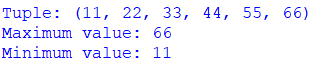 Tuple: (11, 22, 33, 44, 55, 66)
Maximum value: 66
Minimum value: 11